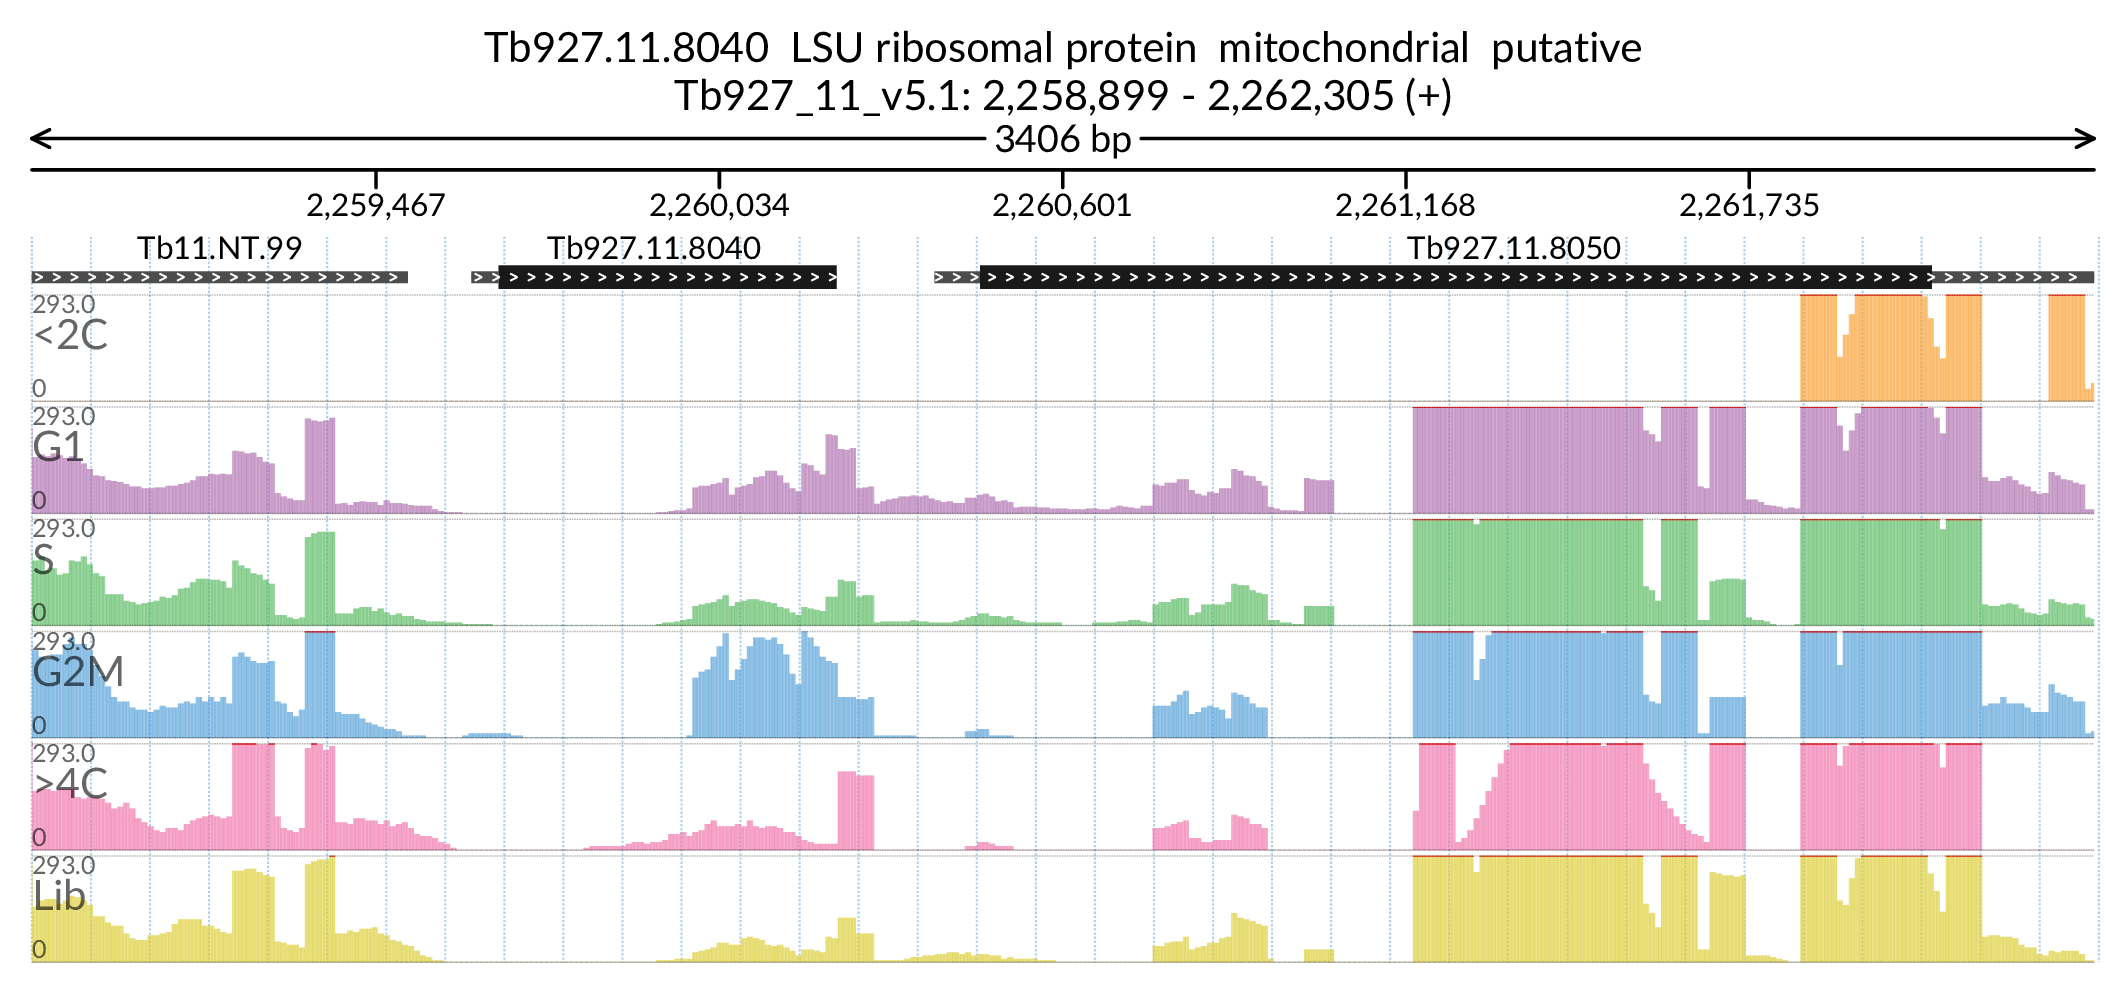 Tb927.11.8040 LSU ribosomal protein mitochondrial putative
Tb927_11_v5.1: 2,258,899 - 2,262,305 (+)
3406 bp
2,259,467 2,260,034 2,260,601 2,261,168 2,261,735
Tb11.NT.99 Tb927.11.8040 Tb927.11.8050
293.0
<2C
0
293.0
G1
0
293.0
S
0
293.0
G2M
0
293.0
>4C
0
293.0
Lib
0